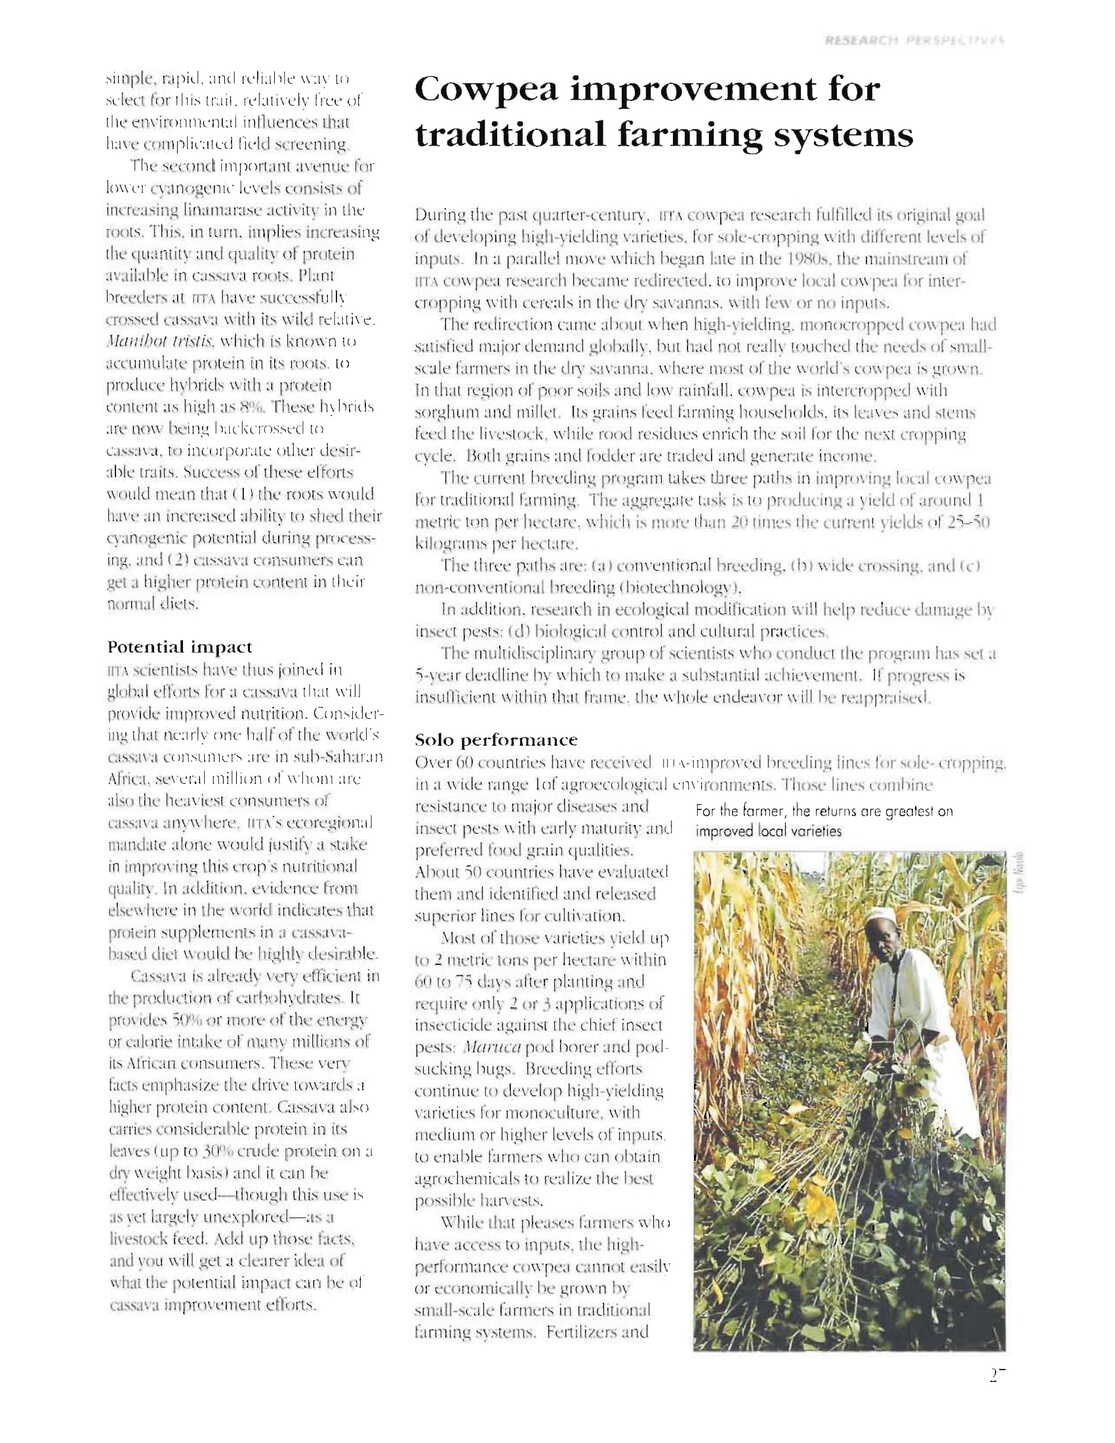 RESEARCH PERSPECTIVES
simple, rapid, and reliable way to
select for this trait, relatively free of
the environmental influences that
have complicated field screening.
The second important avenue for
lower cyanogenic levels consists of
increasing linamarase activity in the
roots. This, in turn, implies increasing
the quantity and quality of protein
available in cassava roots. Plant
breeders at IITA have successfully
crossed cassava with its wild relative,
Manihot tristis, which is known to
accumulate protein in its roots, to
produce hybrids with a protein
content as high as 8%. These hybrids
are now being backcrossed to
cassava, to incorporate other desir-
able traits. Success of these efforts
would mean that (1) the roots would
have an increased ability to shed their
cyanogenic potential during process-
ing, and (2) cassava consumers can
get a higher protein content in their
normal diets.
Potential impact
IITA scientists have thus joined in
global efforts for a cassava that will
provide improved nutrition. Consider-
ing that nearly one half of the world's
cassava consumers are in sub-Saharan
Africa, several million of whom are
also the heaviest consumers of
cassava anywhere, IITA's ecoregional
mandate alone would justify a stake
in improving this crop's nutritional
quality. In addition, evidence from
elsewhere in the world indicates that
protein supplements in a cassava-
based diet would be highly desirable.
Cassava is already very efficient in
the production of carbohydrates. It
provides 50% or more of the energy
or calorie intake of many millions of
its African consumers. These very
facts emphasize the drive towards a
higher protein content. Cassava also
carries considerable protein in its
leaves (up to 30% crude protein on a
dry weight basis) and it can be
effectively used—though this use is
as yet largely unexplored—as a
livestock feed. Add up those facts,
and you will get a clearer idea of
what the potential impact can be of
cassava improvement efforts.
Cowpea improvement for
traditional farming systems
During the past quarter-century, IITA cowpea research fulfilled its original goal
of developing high-yielding varieties, for sole-cropping with different levels of
inputs. In a parallel move which began late in the 1980s, the mainstream of
IITA cowpea research became redirected, to improve local cowpea for inter-
cropping with cereals in the dry savannas, with few or no inputs.
The redirection came about when high-yielding, monocropped cowpea had
satisfied major demand globally, but had not really touched the needs of small-
scale farmers in the dry savanna, where most of the world's cowpea is grown.
In that region of poor soils and low rainfall, cowpea is intercropped with
sorghum and millet. Its grains feed farming households, its leaves and stems
feed the livestock, while rood residues enrich the soil for the next cropping
cycle. Both grains and fodder are traded and generate income.
The current breeding program takes three paths in improving local cowpea
for traditional farming. The aggregate task is to producing a yield of around 1
metric ton per hectare, which is more than 20 times the current yields of 25–50
kilograms per hectare.
The three paths are: (a) conventional breeding, (b) wide crossing, and (c)
non-conventional breeding (biotechnology).
In addition, research in ecological modification will help reduce damage by
insect pests: (d) biological control and cultural practices.
The multidisciplinary group of scientists who conduct the program has set a
5-year deadline by which to make a substantial achievement. If progress is
insufficient within that frame, the whole endeavor will be reappraised.
Solo performance
Over 60 countries have received IITA-improved breeding lines for sole- cropping,
in a wide range 1of agroecological environments. Those lines combine
resistance to major diseases and
insect pests with early maturity and
preferred food grain qualities.
About 50 countries have evaluated
them and identified and released
superior lines for cultivation.
Most of those varieties yield up
to 2 metric tons per hectare within
60 to 75 days after planting and
require only 2 or 3 applications of
insecticide against the chief insect
pests: Maruca pod borer and pod-
sucking bugs. Breeding efforts
continue to develop high-yielding
varieties for monoculture, with
medium or higher levels of inputs,
to enable farmers who can obtain
agrochemicals to realize the best
possible harvests.
While that pleases farmers who
have access to inputs, the high-
performance cowpea cannot easily
or economically be grown by
small-scale farmers in traditional
farming systems. Fertilizers and
For the farmer, the returns are greatest on
improved local varieties
27